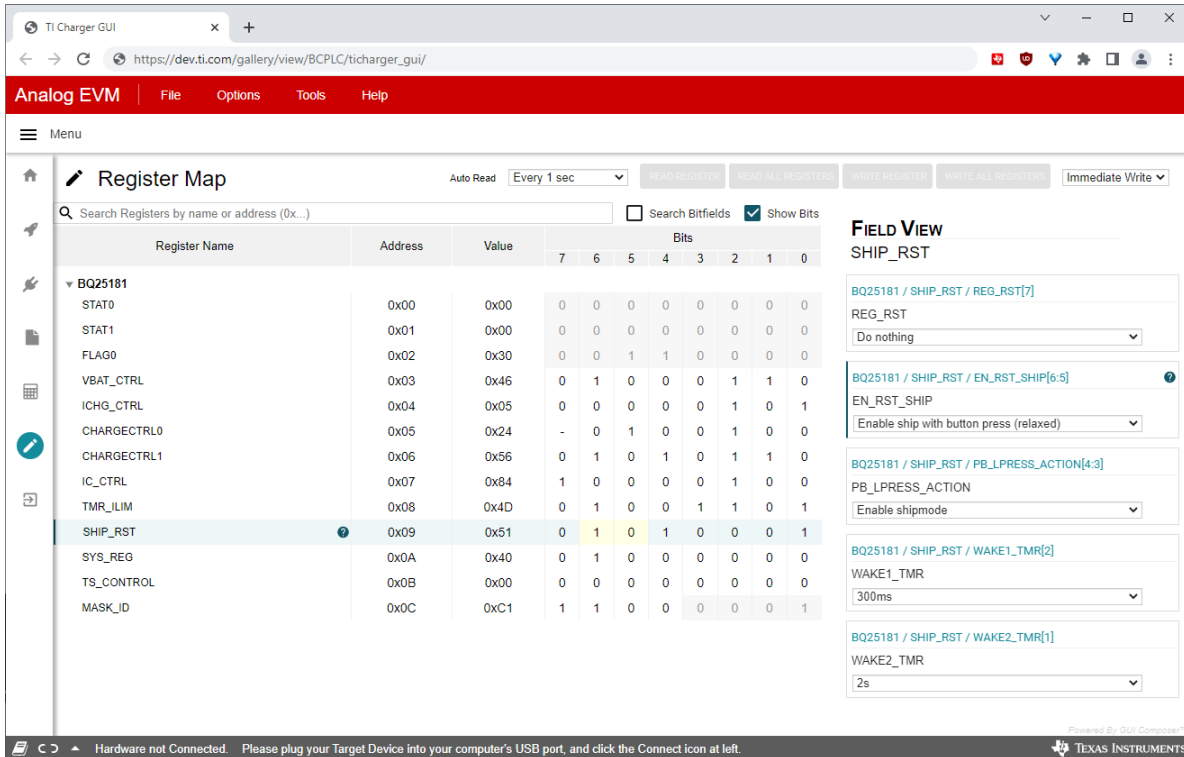 TI Charger GUI
https://dev.ti.com/gallery/view/BCPLC/ticharger_gui/
Analog EVM File Options Tools Help
Menu
Register Map
Auto Read Every 1 sec READ REGISTER READ ALL REGISTERS WRITE REGISTER WRITE ALL REGISTERS Immediate Write
Search Registers by name or address (0x...) Search Bitfields Show Bits
Register Name Address Value Bits
7 6 5 4 3 2 1 0
BQ25181
STAT0 0x00 0x00 0 0 0 0 0 0 0 0
STAT1 0x01 0x00 0 0 0 0 0 0 0 0
FLAG0 0x02 0x30 0 0 1 1 0 0 0 0
VBAT_CTRL 0x03 0x46 0 1 0 0 0 1 1 0
ICHG_CTRL 0x04 0x05 0 0 0 0 0 1 0 1
CHARGECTRL0 0x05 0x24 - 0 1 0 0 1 0 0
CHARGECTRL1 0x06 0x56 0 1 0 1 0 1 1 0
IC_CTRL 0x07 0x84 1 0 0 0 0 1 0 0
TMR_ILIM 0x08 0x4D 0 1 0 0 1 1 0 1
SHIP_RST 0x09 0x51 0 1 0 1 0 0 0 1
SYS_REG 0x0A 0x40 0 1 0 0 0 0 0 0
TS_CONTROL 0x0B 0x00 0 0 0 0 0 0 0 0
MASK_ID 0x0C 0xC1 1 1 0 0 0 0 0 1
FIELD VIEW
SHIP_RST
BQ25181 / SHIP_RST / REG_RST[7]
REG_RST
Do nothing
BQ25181 / SHIP_RST / EN_RST_SHIP[6:5]
EN_RST_SHIP
Enable ship with button press (relaxed)
BQ25181 / SHIP_RST / PB_LPRESS_ACTION[4:3]
PB_LPRESS_ACTION
Enable shipmode
BQ25181 / SHIP_RST / WAKE1_TMR[2]
WAKE1_TMR
300ms
BQ25181 / SHIP_RST / WAKE2_TMR[1]
WAKE2_TMR
2s
Powered By GUI Composer™
Hardware not Connected. Please plug your Target Device into your computer's USB port, and click the Connect icon at left.
TEXAS INSTRUMENTS